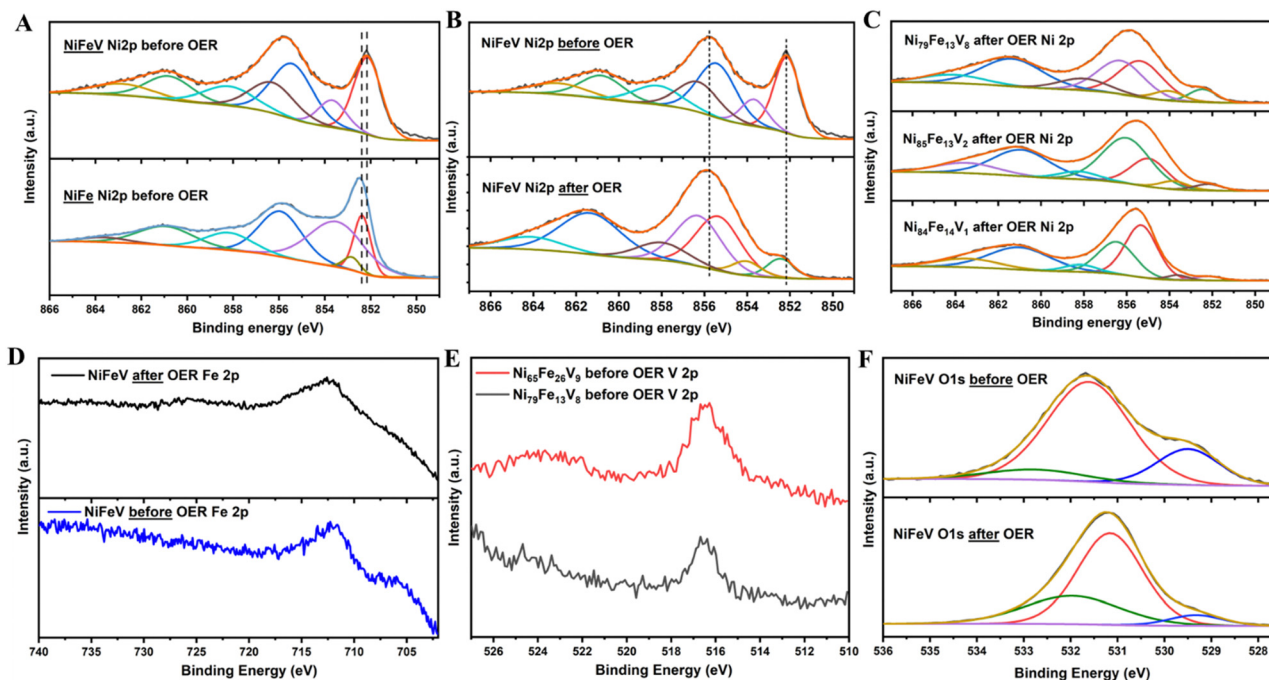 A
NiFeV Ni2p before OER
NiFe Ni2p before OER
Intensity (a.u.)
866 864 862 860 858 856 854 852 850
Binding energy (eV)
B
NiFeV Ni2p before OER
NiFeV Ni2p after OER
Intensity (a.u.)
866 864 862 860 858 856 854 852 850
Binding energy (eV)
C
Ni₇₉Fe₁₃V₈ after OER Ni 2p
Ni₈₅Fe₁₃V₂ after OER Ni 2p
Ni₈₄Fe₁₄V₁ after OER Ni 2p
Intensity (a.u.)
866 864 862 860 858 856 854 852 850
Binding energy (eV)
D
NiFeV after OER Fe 2p
NiFeV before OER Fe 2p
Intensity (a.u.)
740 735 730 725 720 715 710 705
Binding Energy (eV)
E
Ni₆₅Fe₂₆V₉ before OER V 2p
Ni₇₉Fe₁₃V₈ before OER V 2p
Intensity (a.u.)
526 524 522 520 518 516 514 512 510
Binding Energy (eV)
F
NiFeV O1s before OER
NiFeV O1s after OER
Intensity (a.u.)
536 535 534 533 532 531 530 529 528
Binding Energy (eV)